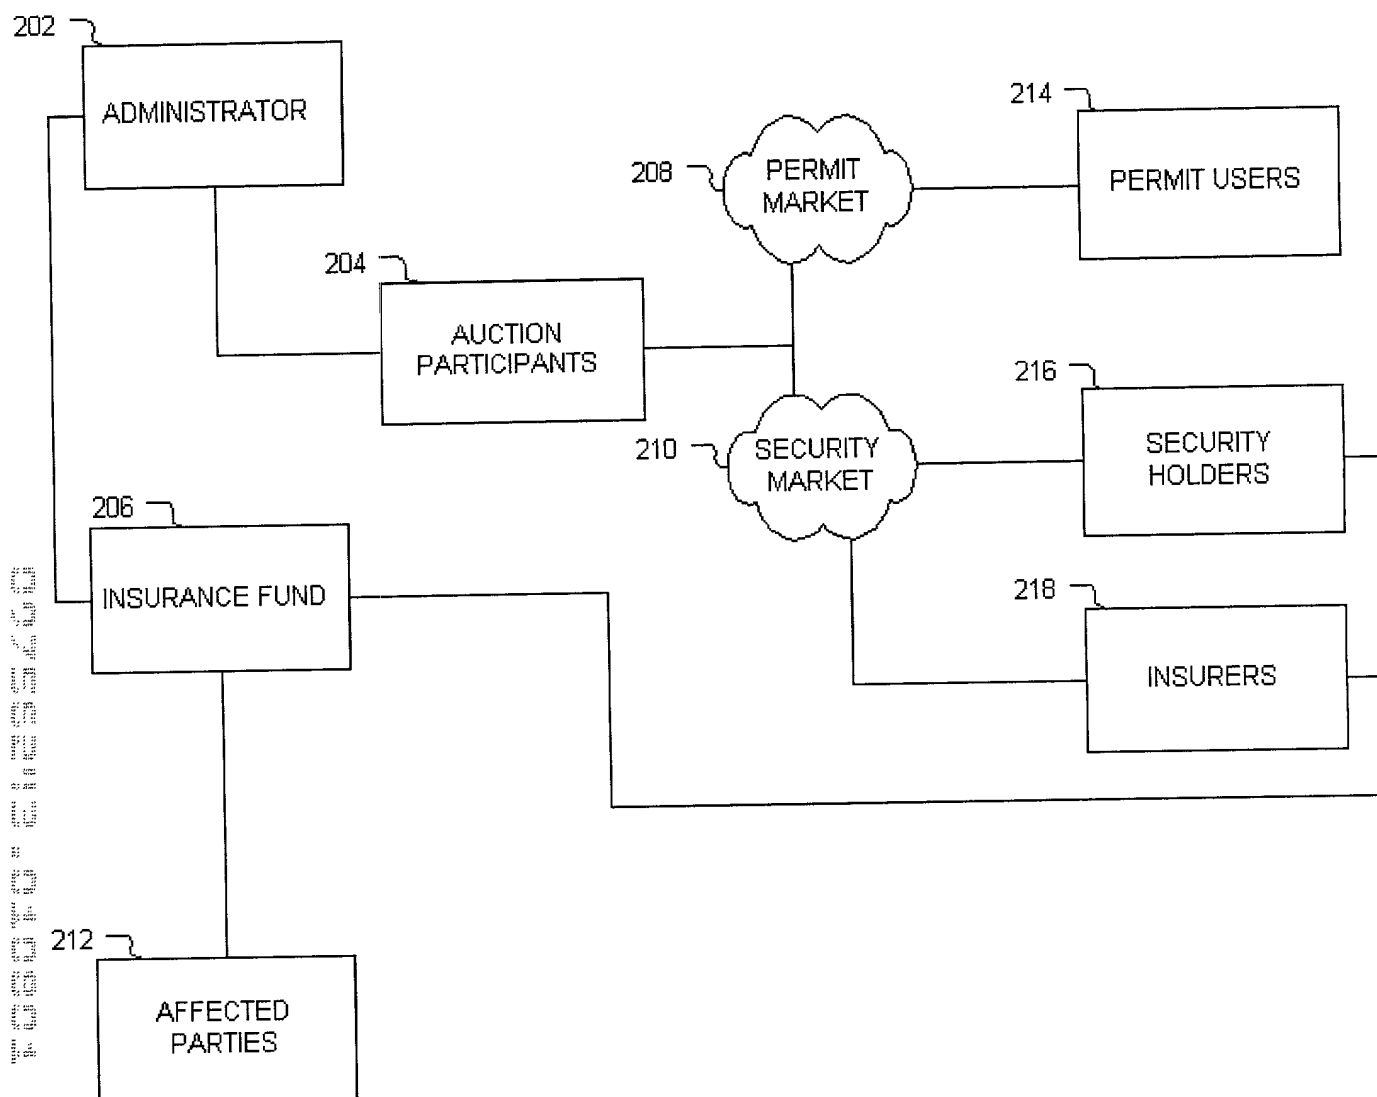 202
ADMINISTRATOR
214
208
PERMIT
MARKET
PERMIT USERS
204
AUCTION
PARTICIPANTS
216
210
SECURITY
MARKET
SECURITY
HOLDERS
206
INSURANCE FUND
218
INSURERS
212
AFFECTED
PARTIES